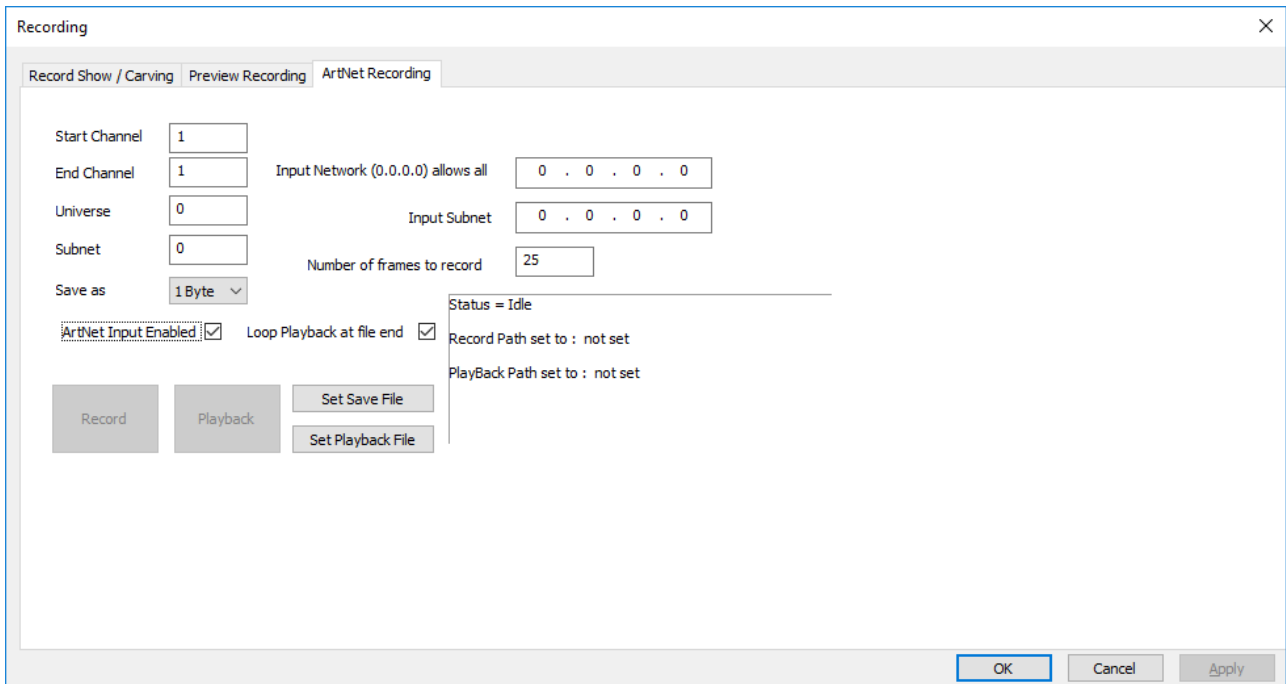 Recording
Record Show / Carving Preview Recording ArtNet Recording
Start Channel 1
End Channel 1 Input Network (0.0.0.0) allows all 0 . 0 . 0 . 0
Universe 0 Input Subnet 0 . 0 . 0 . 0
Subnet 0 Number of frames to record 25
Save as 1 Byte
Status = Idle
ArtNet Input Enabled Loop Playback at file end Record Path set to : not set
PlayBack Path set to : not set
Record Playback Set Save File
Set Playback File
OK Cancel Apply